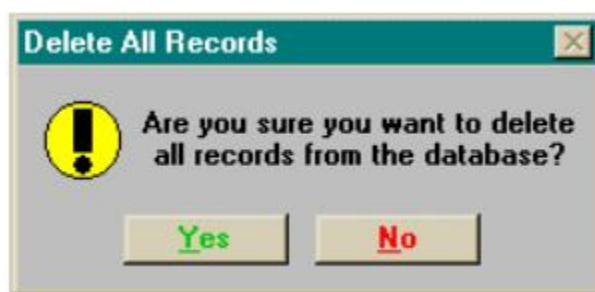 Delete All Records
Are you sure you want to delete
all records from the database?
Yes No